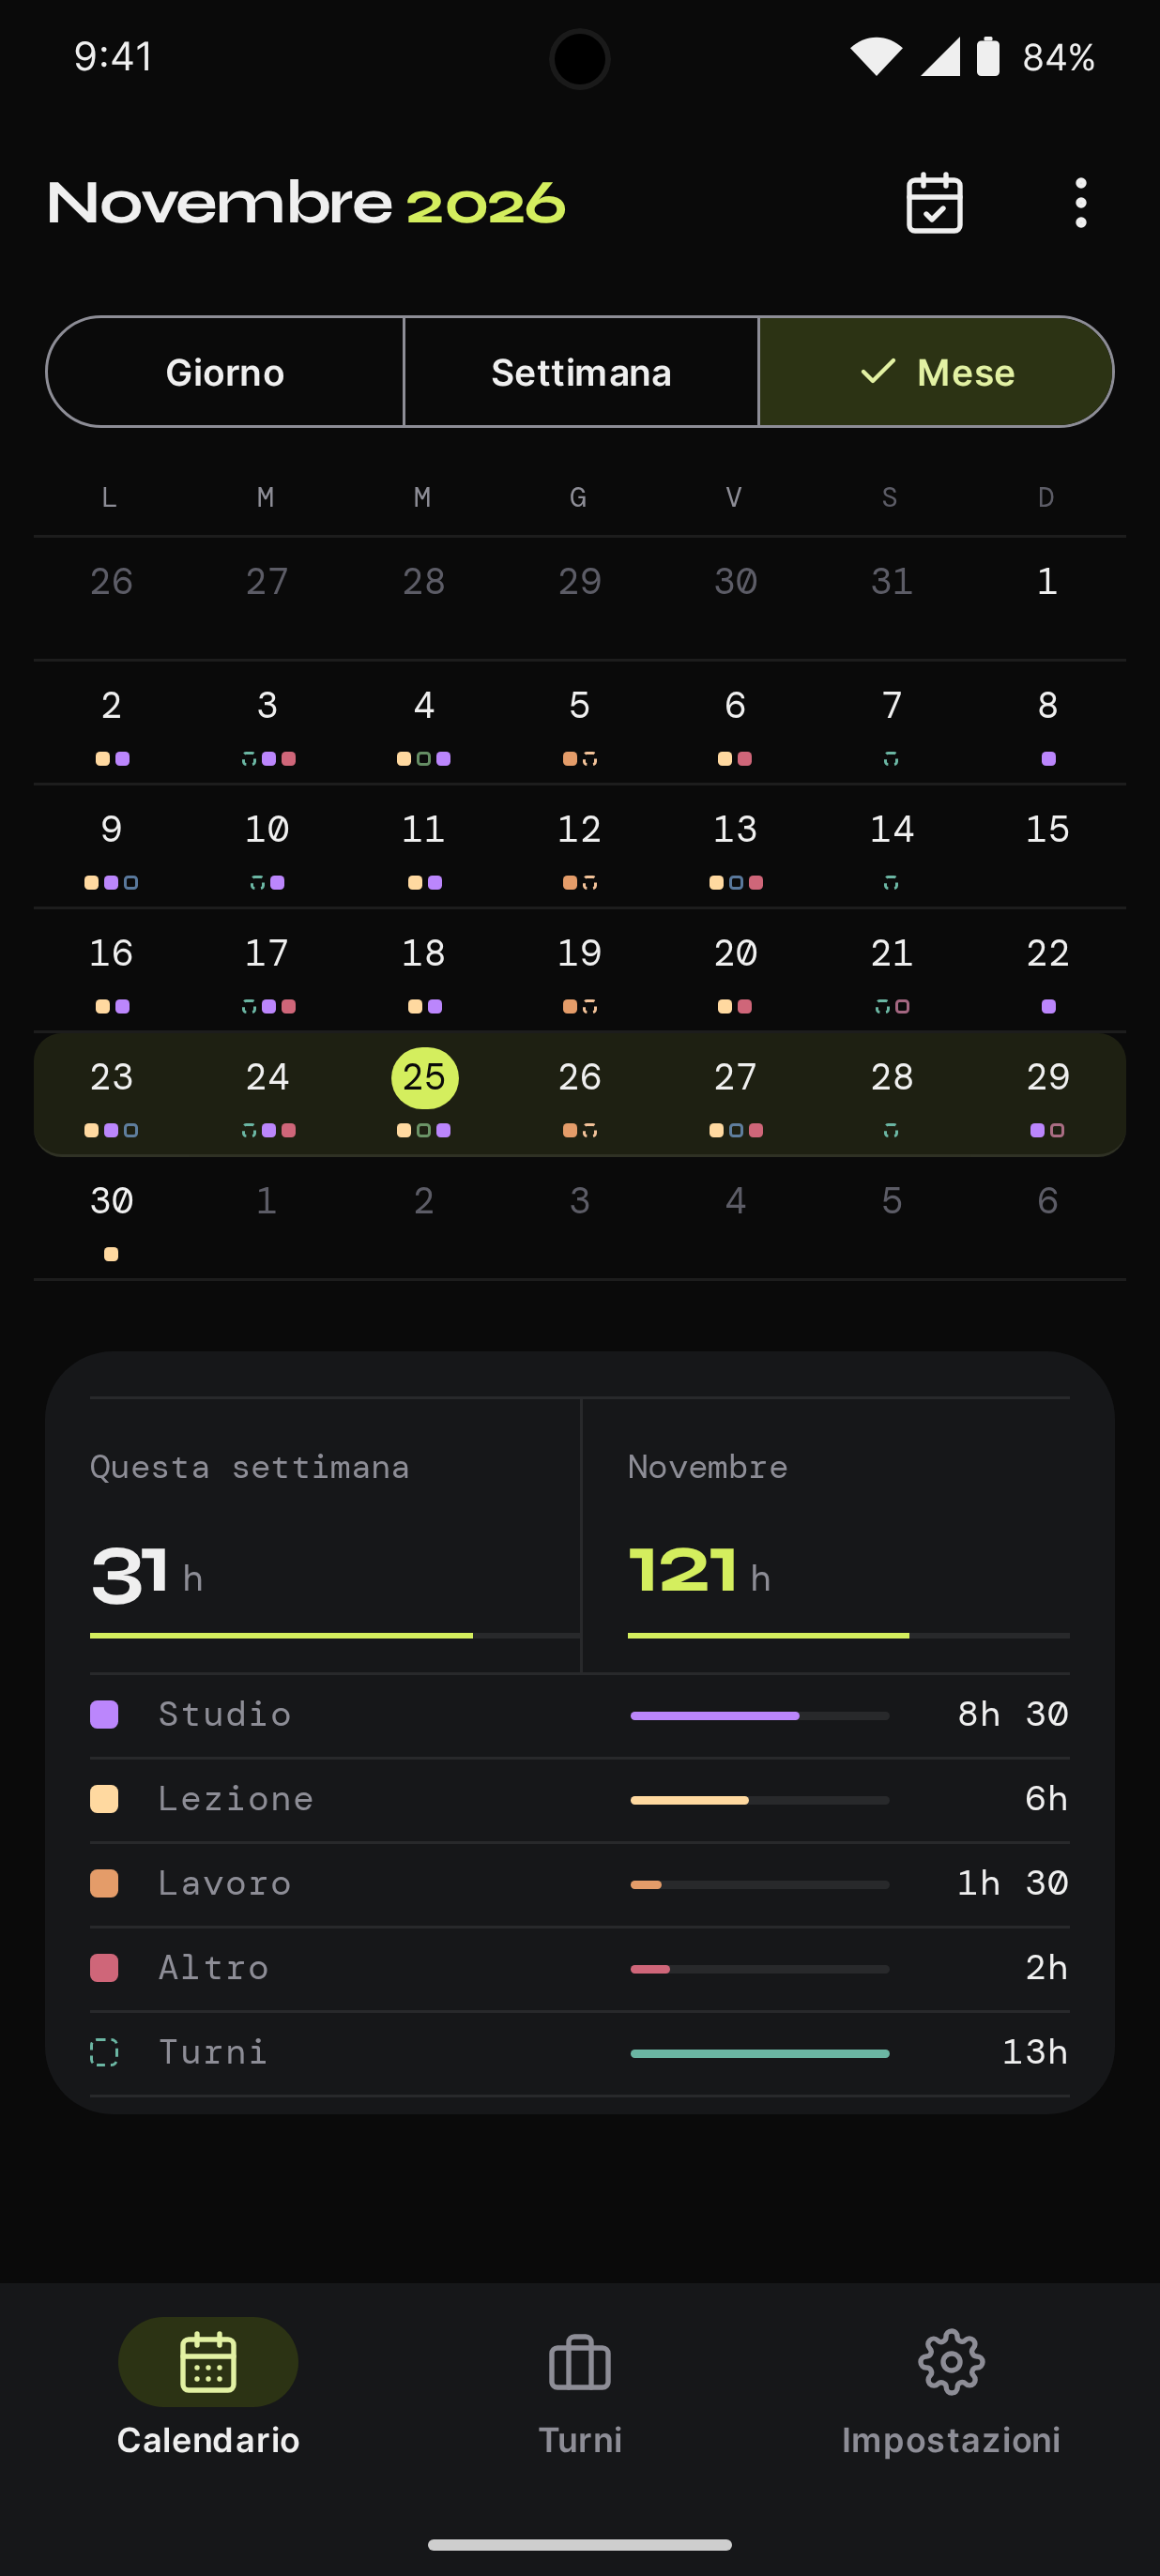 9:41
84%
Novembre 2026
Giorno Settimana Mese
L M M G V S D
26 27 28 29 30 31 1
2 3 4 5 6 7 8
9 10 11 12 13 14 15
16 17 18 19 20 21 22
23 24 25 26 27 28 29
30 1 2 3 4 5 6
Questa settimana
31 h
Novembre
121 h
Studio 8h 30
Lezione 6h
Lavoro 1h 30
Altro 2h
Turni 13h
Calendario Turni Impostazioni